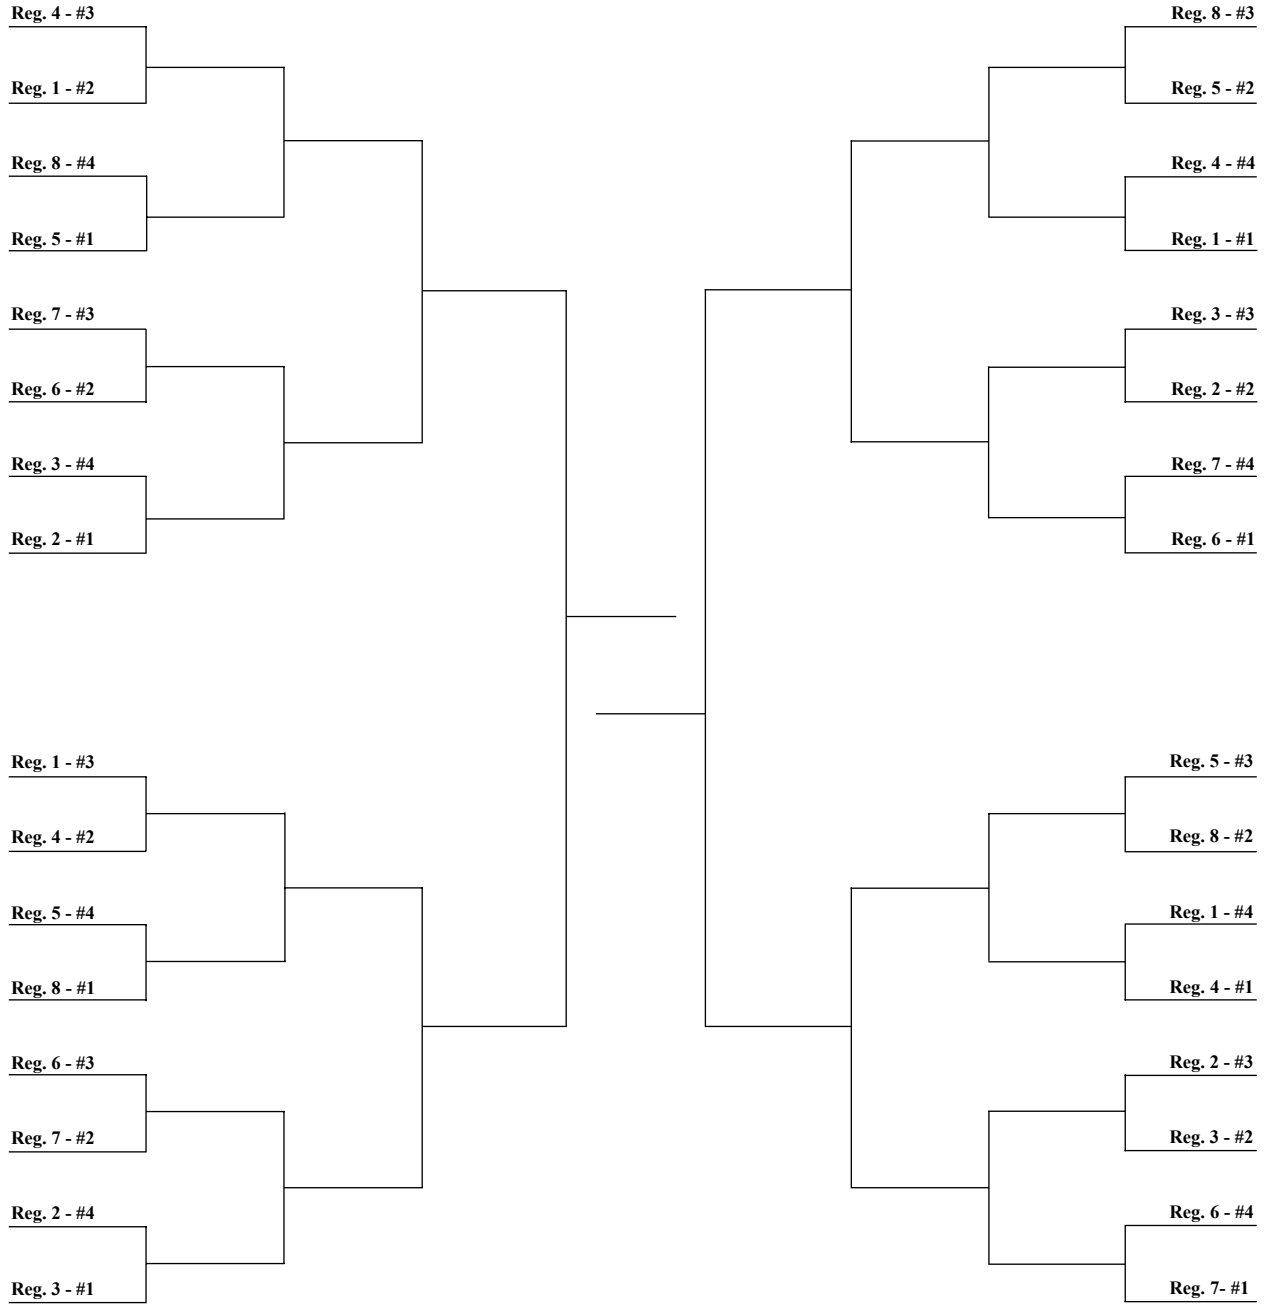 Reg. 4 - #3
Reg. 1 - #2
Reg. 8 - #4
Reg. 5 - #1
Reg. 7 - #3
Reg. 6 - #2
Reg. 3 - #4
Reg. 2 - #1
Reg. 1 - #3
Reg. 4 - #2
Reg. 5 - #4
Reg. 8 - #1
Reg. 6 - #3
Reg. 7 - #2
Reg. 2 - #4
Reg. 3 - #1
Reg. 8 - #3
Reg. 5 - #2
Reg. 4 - #4
Reg. 1 - #1
Reg. 3 - #3
Reg. 2 - #2
Reg. 7 - #4
Reg. 6 - #1
Reg. 5 - #3
Reg. 8 - #2
Reg. 1 - #4
Reg. 4 - #1
Reg. 2 - #3
Reg. 3 - #2
Reg. 6 - #4
Reg. 7- #1